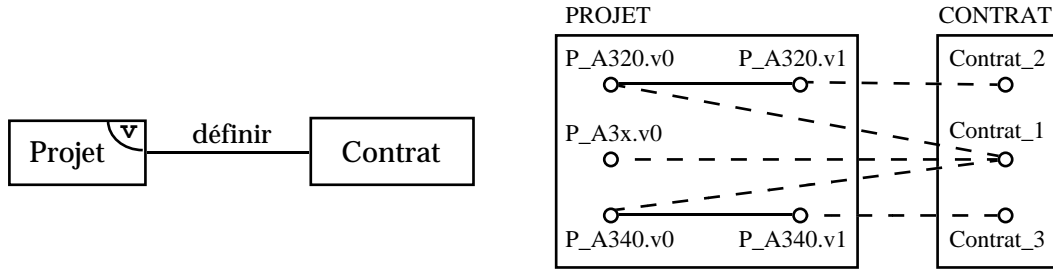 PROJET CONTRAT
P_A320.v0 P_A320.v1 Contrat_2
v
définir
Projet Contrat
P_A3x.v0 Contrat_1
P_A340.v0 P_A340.v1 Contrat_3